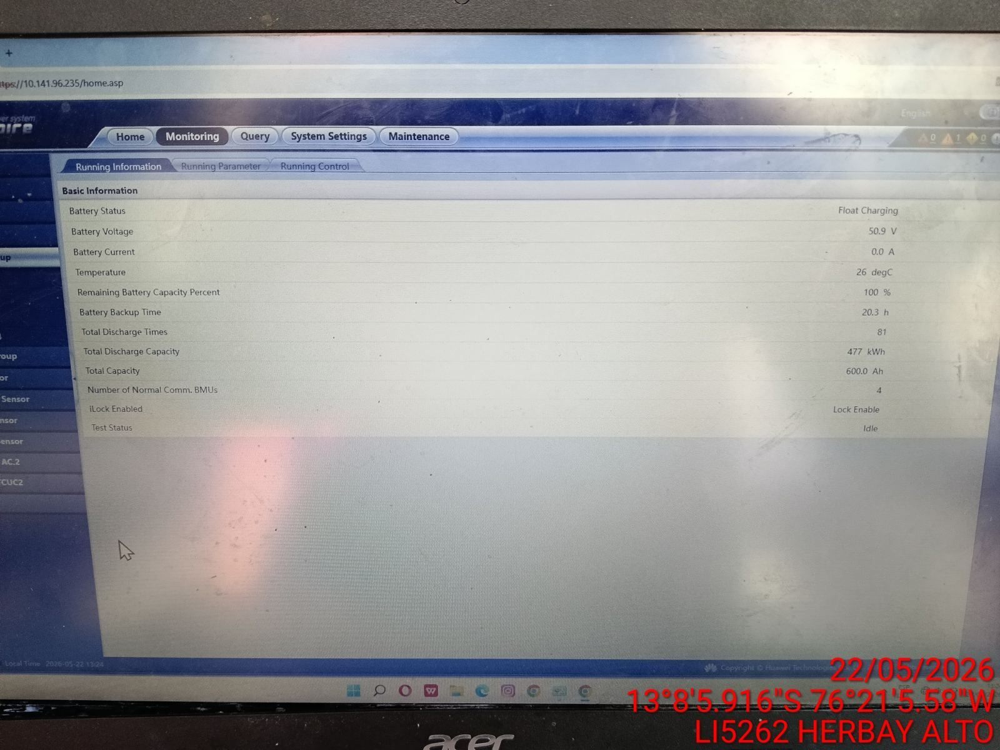 +
https://10.141.96.235/home.asp
er system
English
Home Monitoring Query System Settings Maintenance
0 1 0
Running Information Running Parameter Running Control
Basic Information
Battery Status Float Charging
Battery Voltage 50.9 V
Battery Current 0.0 A
up
Temperature 26 degC
Remaining Battery Capacity Percent 100 %
Battery Backup Time 20.3 h
Total Discharge Times 81
Total Discharge Capacity 477 kWh
oup
Total Capacity 600.0 Ah
or
Number of Normal Comm. BMUs 4
Sensor
iLock Enabled Lock Enable
nsor
Test Status Idle
ensor
AC.2
CUC2
Local Time 2026-05-22 13:24
Copyright © Huawei Technologies
22/05/2026
13°8'5.916"S 76°21'5.58"W
LI5262 HERBAY ALTO
acer